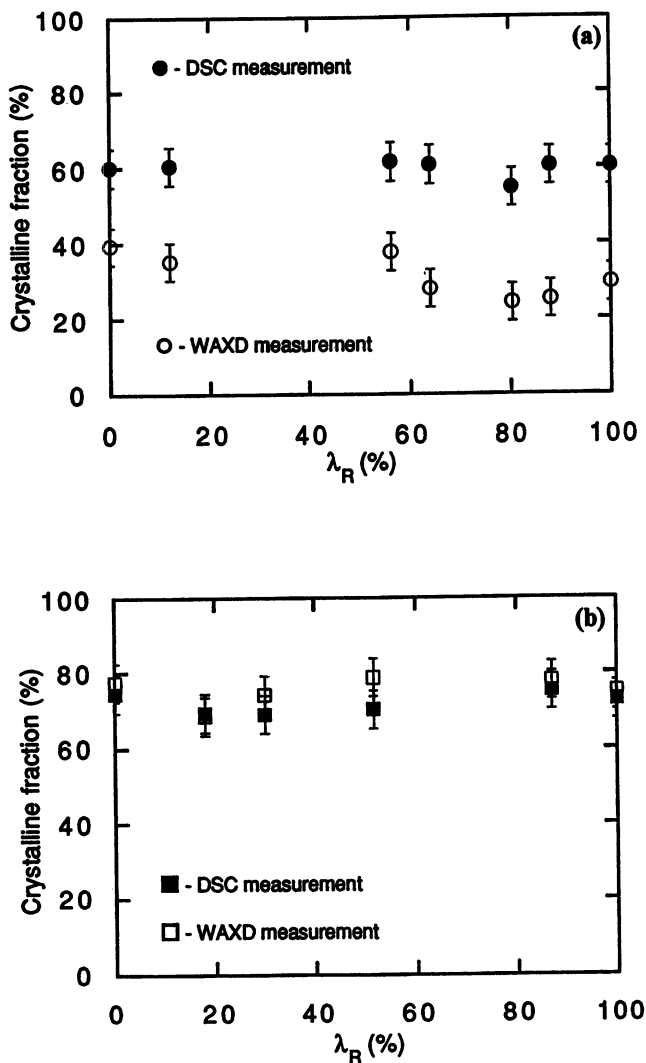 100
80
60
40
20
0
Crystalline fraction (%)
(a)
● - DSC measurement
○ - WAXD measurement
0 20 40 60 80 100
λR (%)
100
80
60
40
20
0
Crystalline fraction (%)
(b)
■ - DSC measurement
□ - WAXD measurement
0 20 40 60 80 100
λR (%)